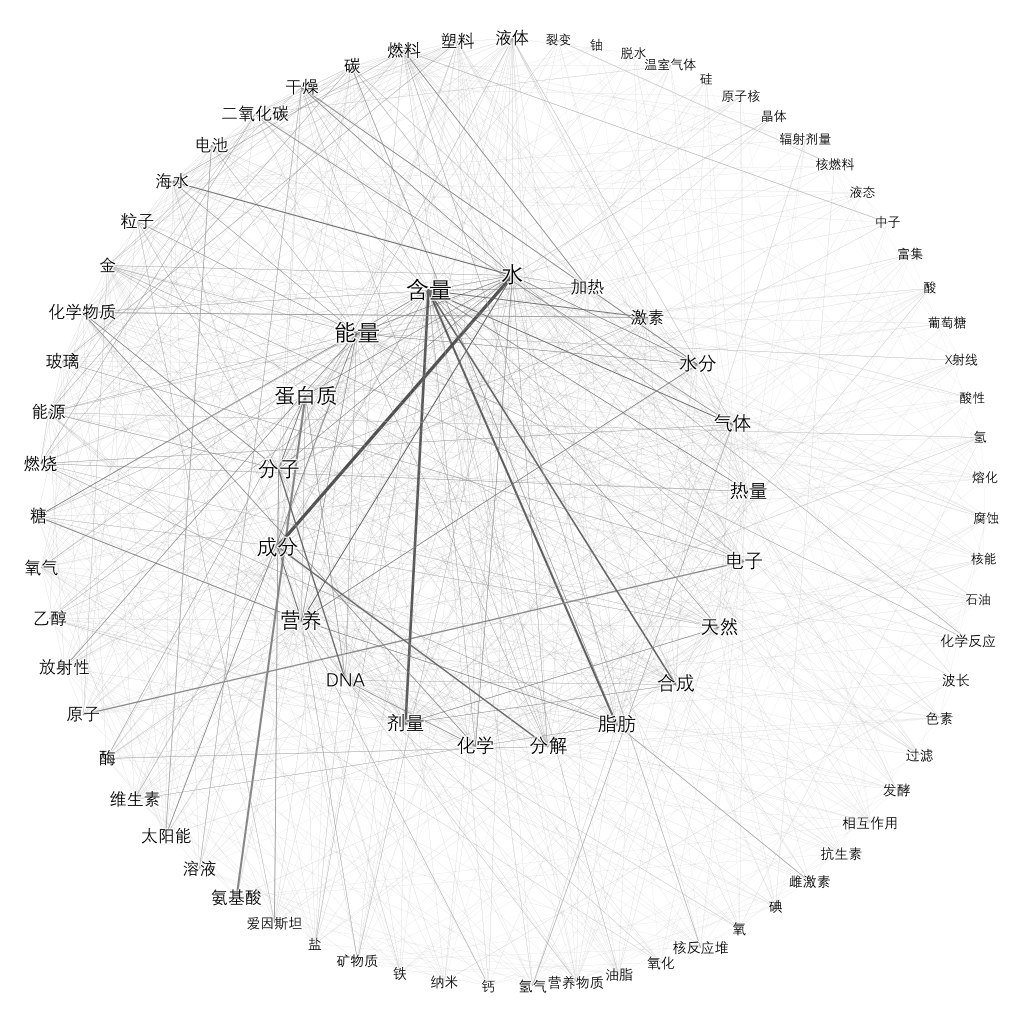 液体
裂变
铀
脱水
温室气体
硅
原子核
晶体
辐射剂量
核燃料
液态
中子
富集
酸
葡萄糖
X射线
酸性
氢
熔化
腐蚀
核能
石油
化学反应
波长
色素
过滤
发酵
相互作用
抗生素
雌激素
碘
氧
核反应堆
氧化
油脂
营养物质
氢气
钙
纳米
铁
矿物质
盐
爱因斯坦
氨基酸
溶液
太阳能
维生素
酶
原子
放射性
乙醇
氧气
糖
燃烧
能源
玻璃
化学物质
金
粒子
海水
电池
二氧化碳
干燥
碳
燃料
塑料
水
加热
激素
水分
气体
热量
电子
天然
合成
脂肪
分解
化学
剂量
DNA
营养
成分
分子
蛋白质
能量
含量